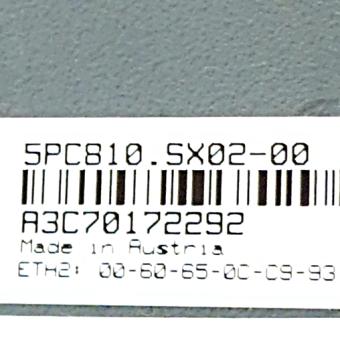 5PC810.SX02-00
A3C70172292
Made in Austria
ETH2: 00-60-65-0C-C9-93